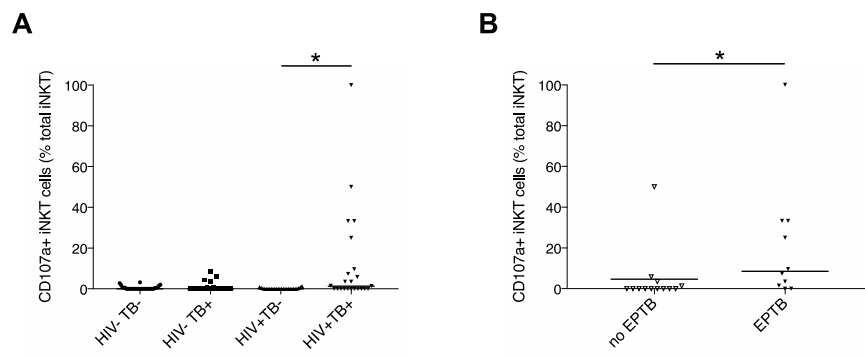 A
CD107a+ iNKT cells (% total iNKT)
100
80
60
40
20
0
*
HIV- TB-
HIV- TB+
HIV+TB-
HIV+TB+
B
CD107a+ iNKT cells (% total iNKT)
100
80
60
40
20
0
*
no EPTB
EPTB